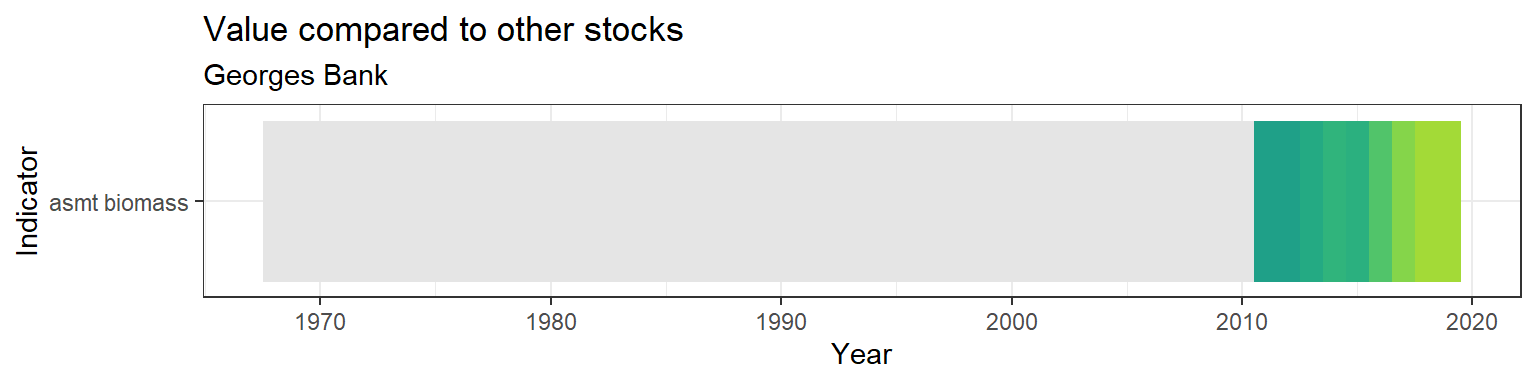 Value compared to other stocks
Georges Bank
Indicator
asmt biomass
1970 1980 1990 2000 2010 2020
Year